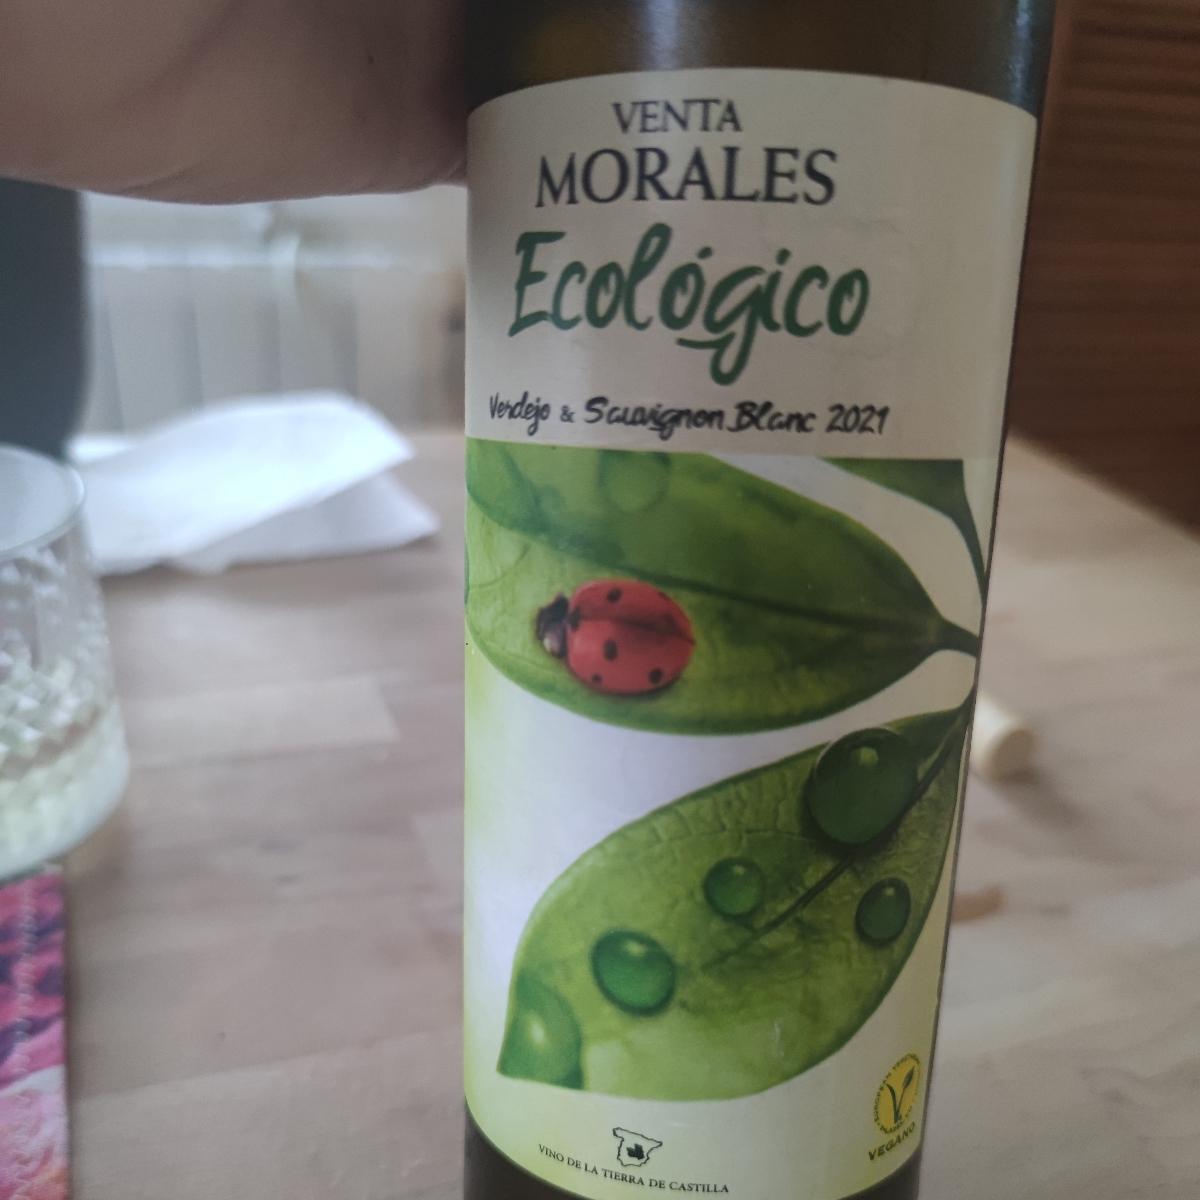 VENTA
MORALES
Ecológico
Verdejo & Sauvignon Blanc 2021
VEGANO
VINO DE LA TIERRA DE CASTILLA